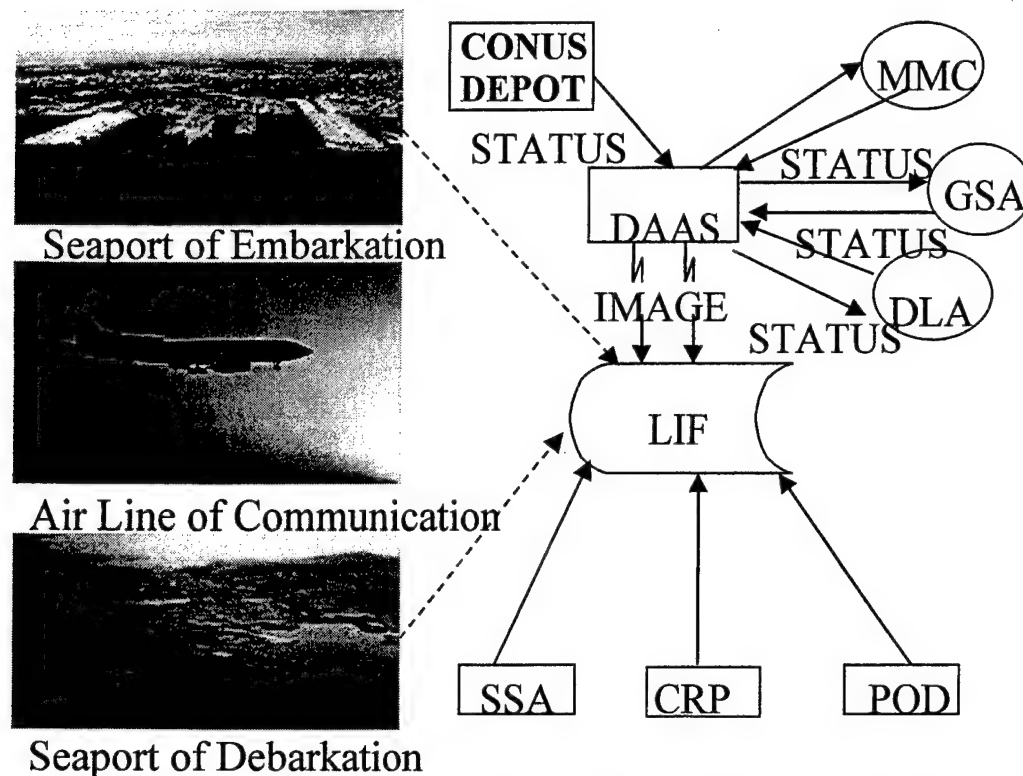 Seaport of Embarkation
Air Line of Communication
Seaport of Debarkation
CONUS
DEPOT
MMC
STATUS
STATUS
GSA
DAAS
STATUS
IMAGE
DLA
STATUS
LIF
SSA
CRP
POD